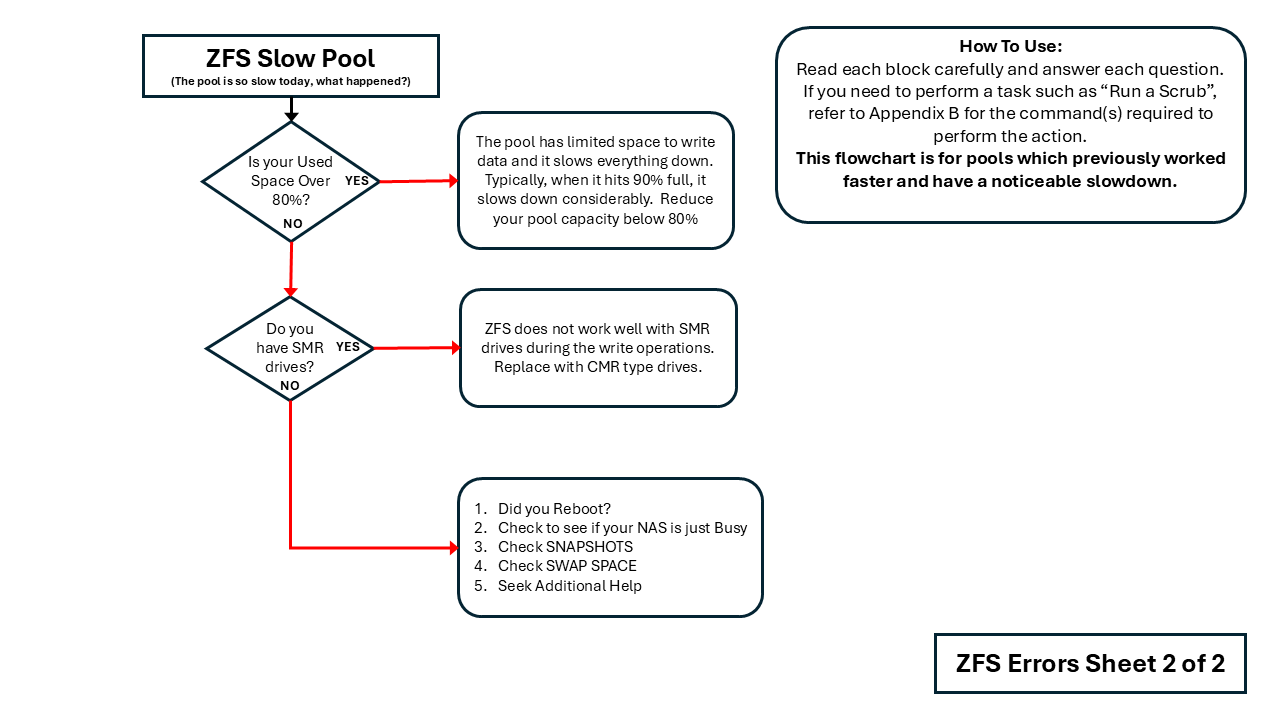 ZFS Slow Pool
(The pool is so slow today, what happened?)
How To Use:
Read each block carefully and answer each question.
If you need to perform a task such as “Run a Scrub”,
refer to Appendix B for the command(s) required to
perform the action.
This flowchart is for pools which previously worked
faster and have a noticeable slowdown.
Is your Used
Space Over
80%?
YES
NO
The pool has limited space to write
data and it slows everything down.
Typically, when it hits 90% full, it
slows down considerably.  Reduce
your pool capacity below 80%
Do you
have SMR
drives?
YES
NO
ZFS does not work well with SMR
drives during the write operations.
Replace with CMR type drives.
1. Did you Reboot?
2. Check to see if your NAS is just Busy
3. Check SNAPSHOTS
4. Check SWAP SPACE
5. Seek Additional Help
ZFS Errors Sheet 2 of 2